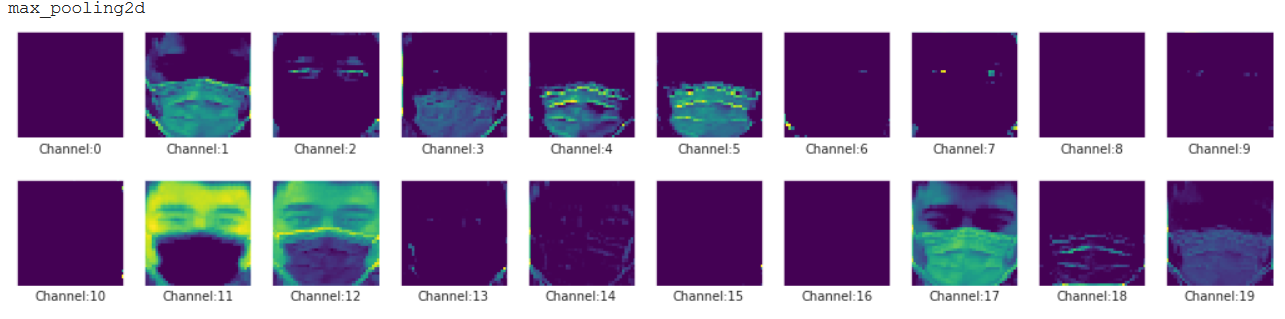 max_pooling2d
Channel:0 Channel:1 Channel:2 Channel:3 Channel:4 Channel:5 Channel:6 Channel:7 Channel:8 Channel:9
Channel:10 Channel:11 Channel:12 Channel:13 Channel:14 Channel:15 Channel:16 Channel:17 Channel:18 Channel:19